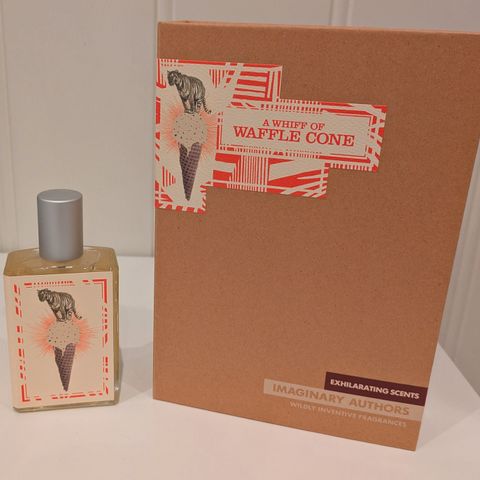 A WHIFF OF
WAFFLE CONE
EXHILARATING SCENTS
IMAGINARY AUTHORS
WILDLY INVENTIVE FRAGRANCES